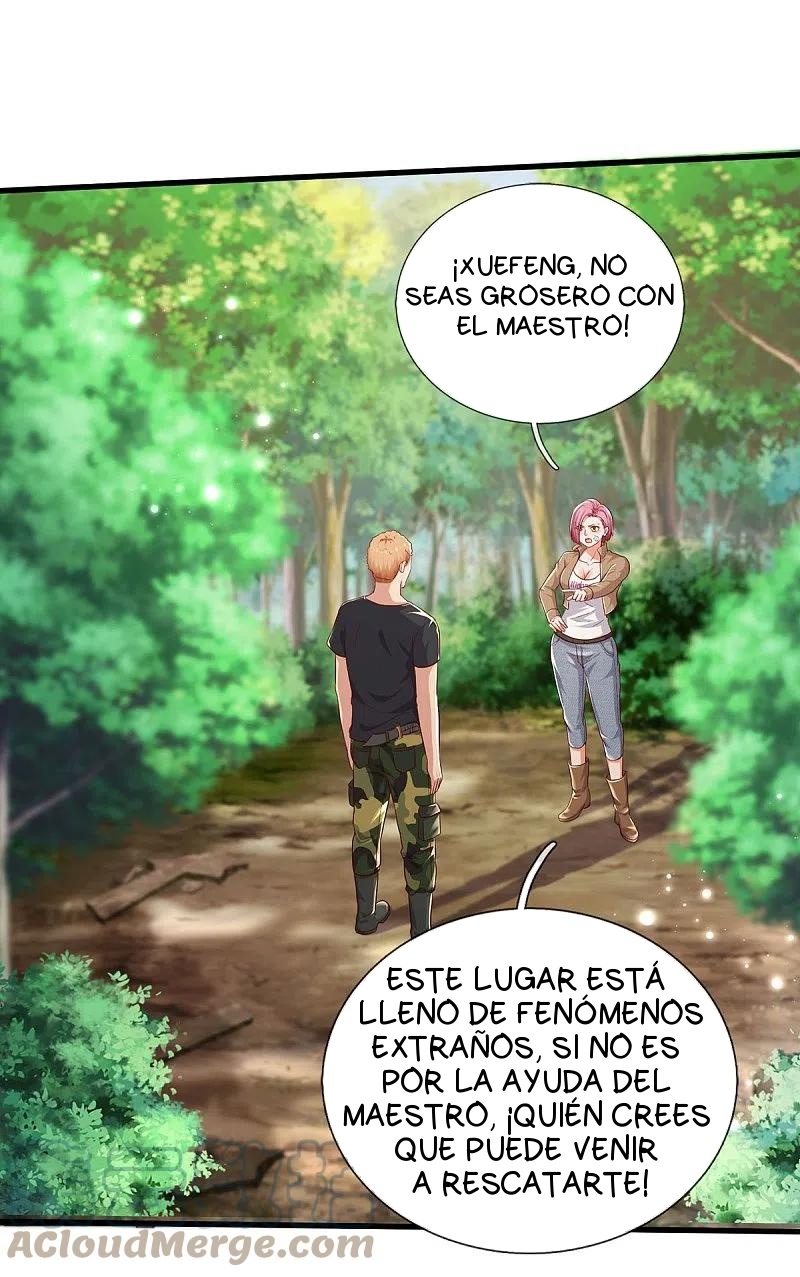 ¡XUEFENG, NO
SEAS GROSERO CON
EL MAESTRO!
ESTE LUGAR ESTÁ
LLENO DE FENÓMENOS
EXTRAÑOS, SI NO ES
POR LA AYUDA DEL
MAESTRO, ¡QUIÉN CREES
QUE PUEDE VENIR
A RESCATARTE!
ACloudMerge.com